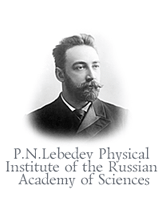 P.N.Lebedev Physical
Institute of the Russian
Academy of Sciences